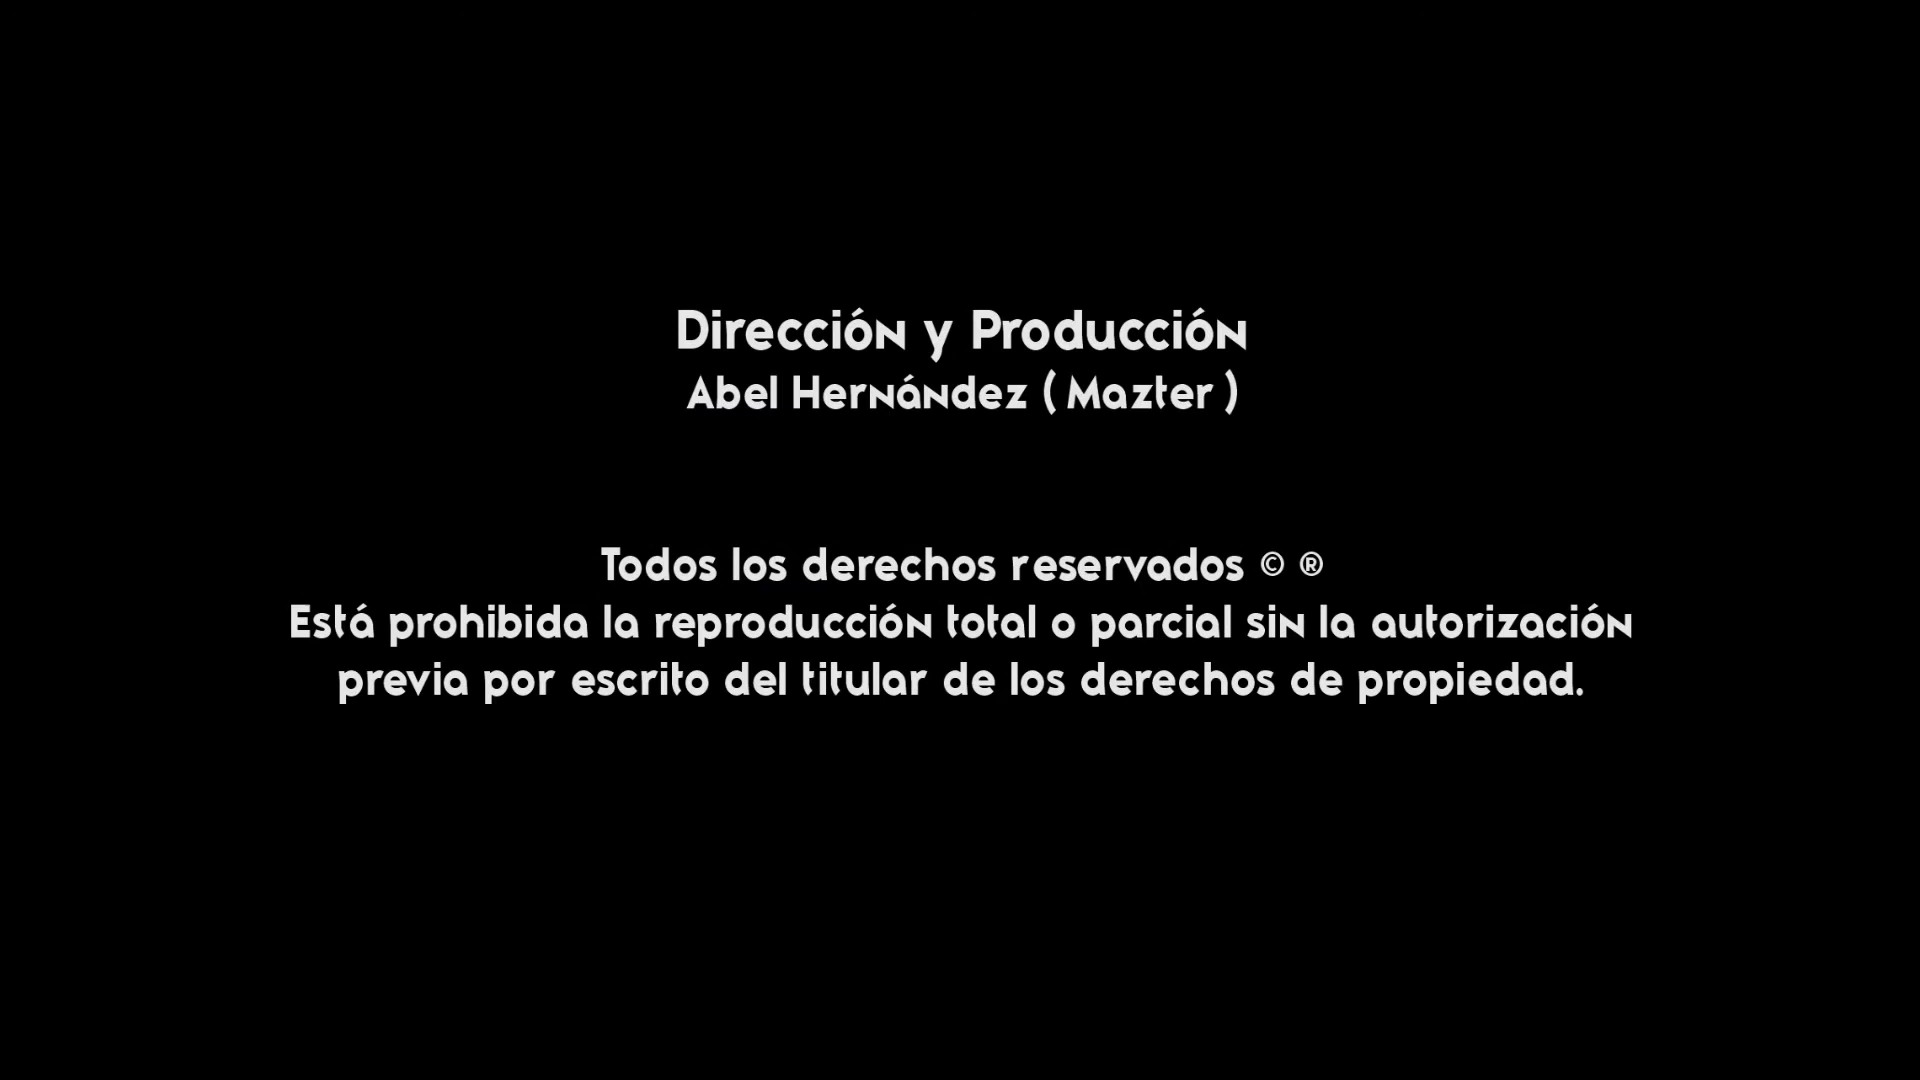 Dirección y Producción
Abel Hernández ( Mazter )
Todos los derechos reservados © ®
Está prohibida la reproducción total o parcial sin la autorización
previa por escrito del titular de los derechos de propiedad.